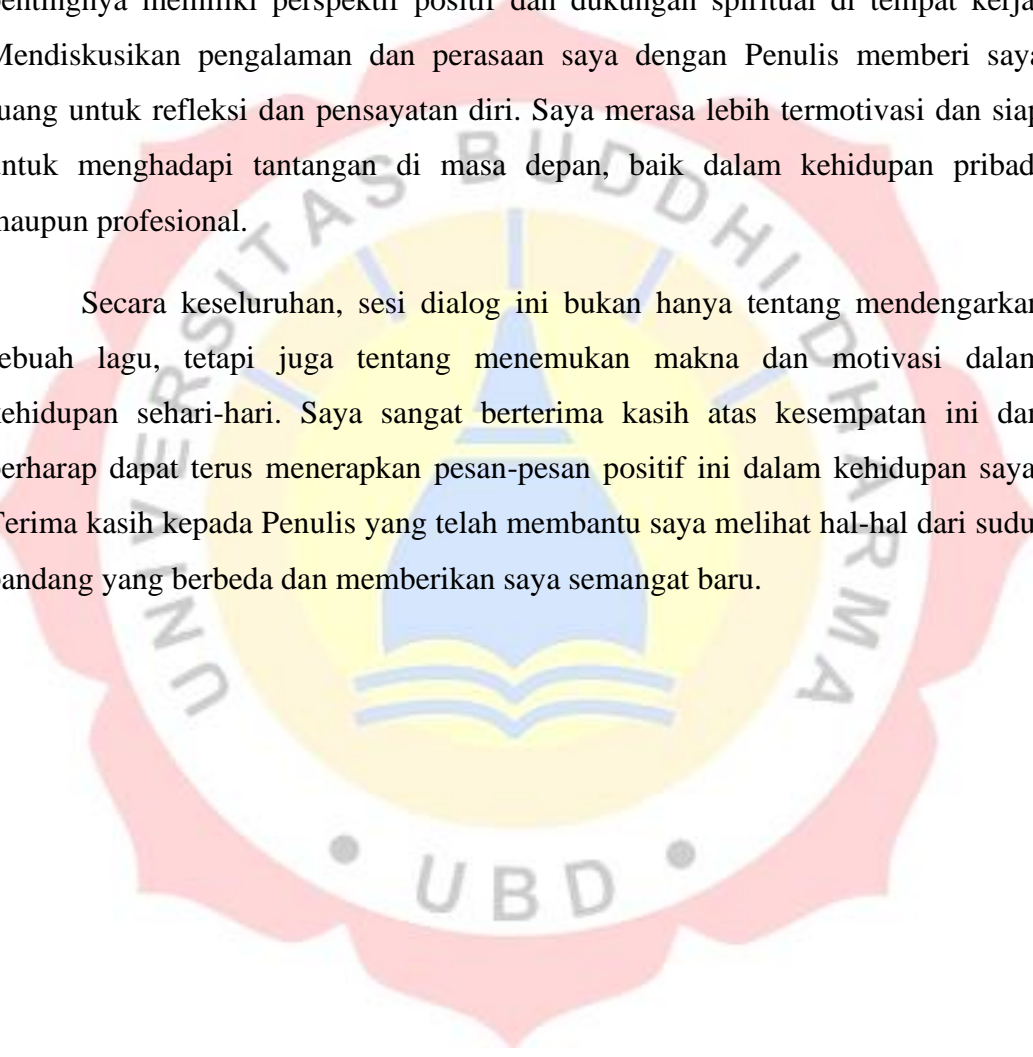 pentingnya memiliki perspektif positif dan dukungan spiritual di tempat kerja
Mendiskusikan pengalaman dan perasaan saya dengan Penulis memberi saya
ruang untuk refleksi dan pensayatan diri. Saya merasa lebih termotivasi dan siap
untuk menghadapi tantangan di masa depan, baik dalam kehidupan pribad
maupun profesional.
Secara keseluruhan, sesi dialog ini bukan hanya tentang mendengarkan
sebuah lagu, tetapi juga tentang menemukan makna dan motivasi dalam
kehidupan sehari-hari. Saya sangat berterima kasih atas kesempatan ini dan
berharap dapat terus menerapkan pesan-pesan positif ini dalam kehidupan saya
Terima kasih kepada Penulis yang telah membantu saya melihat hal-hal dari sudu
pandang yang berbeda dan memberikan saya semangat baru.
UNIVERSITAS BUDDHI DHARMA
UBD